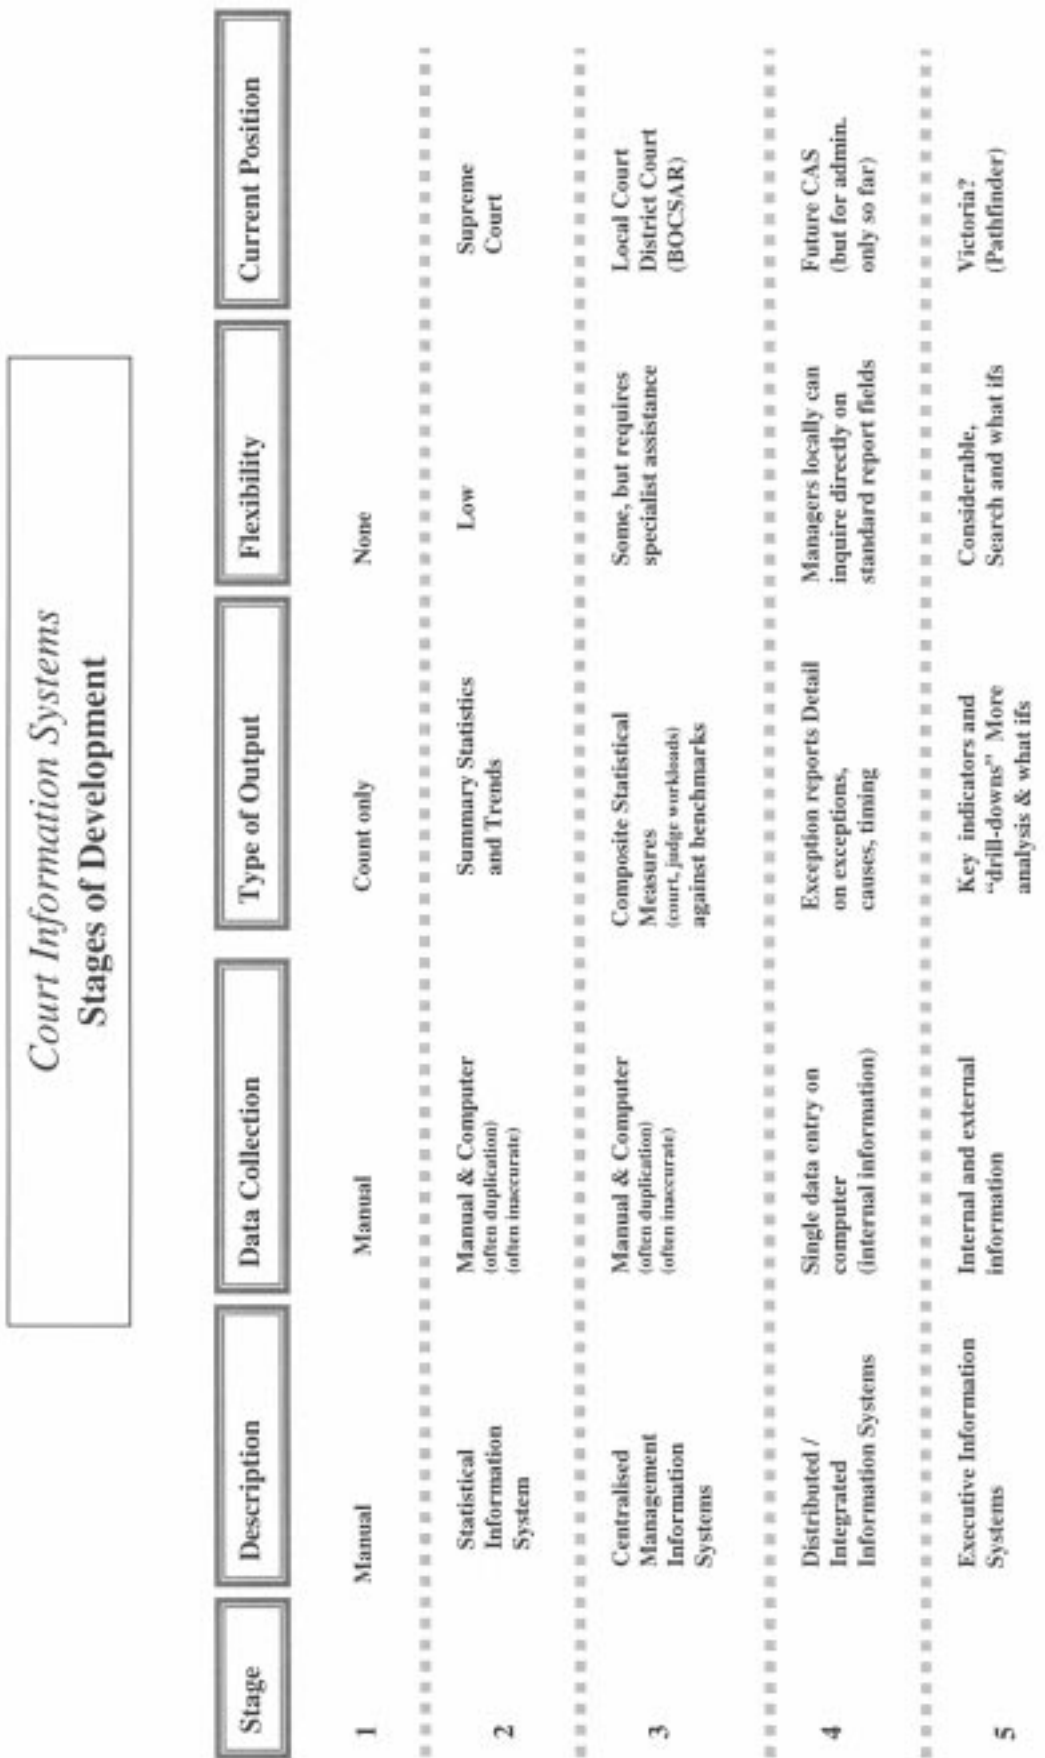 Court Information Systems
Stages of Development
Stage
Description
Data Collection
Type of Output
Flexibility
Current Position
1
Manual
Manual
Count only
None
2
Statistical
Information
System
Manual & Computer
(often duplication)
(often inaccurate)
Summary Statistics
and Trends
Low
Supreme
Court
3
Centralised
Management
Information
Systems
Manual & Computer
(often duplication)
(often inaccurate)
Composite Statistical
Measures
(court, judge workloads)
against benchmarks
Some, but requires
specialist assistance
Local Court
District Court
(BOCSAR)
4
Distributed /
Integrated
Information Systems
Single data entry on
computer
(internal information)
Exception reports Detail
on exceptions,
causes, timing
Managers locally can
inquire directly on
standard report fields
Future CAS
(but for admin.
only so far)
5
Executive Information
Systems
Internal and external
information
Key indicators and
“drill-downs” More
analysis & what ifs
Considerable,
Search and what ifs
Victoria?
(Pathfinder)